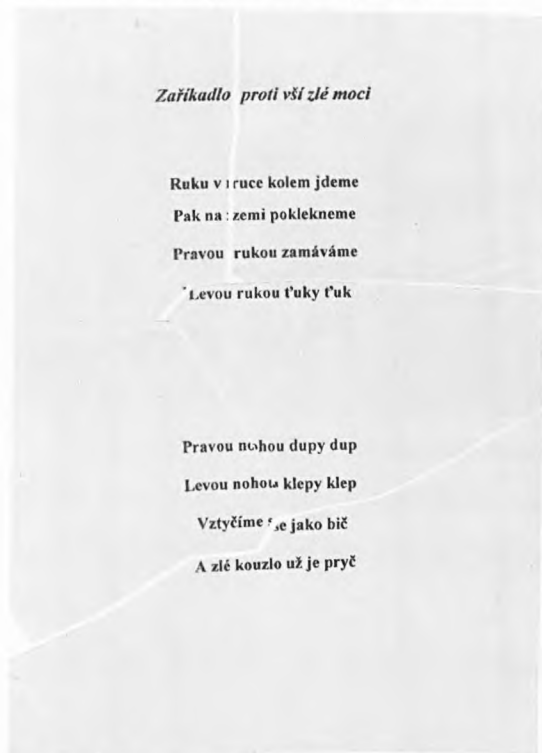 Zaříkadlo proti vší zlé moci
Ruku v ruce kolem jdeme
Pak na zemi poklekneme
Pravou rukou zamáváme
Levou rukou ťuky ťuk
Pravou nohou dupy dup
Levou nohou klepy klep
Vztyčíme se jako bič
A zlé kouzlo už je pryč